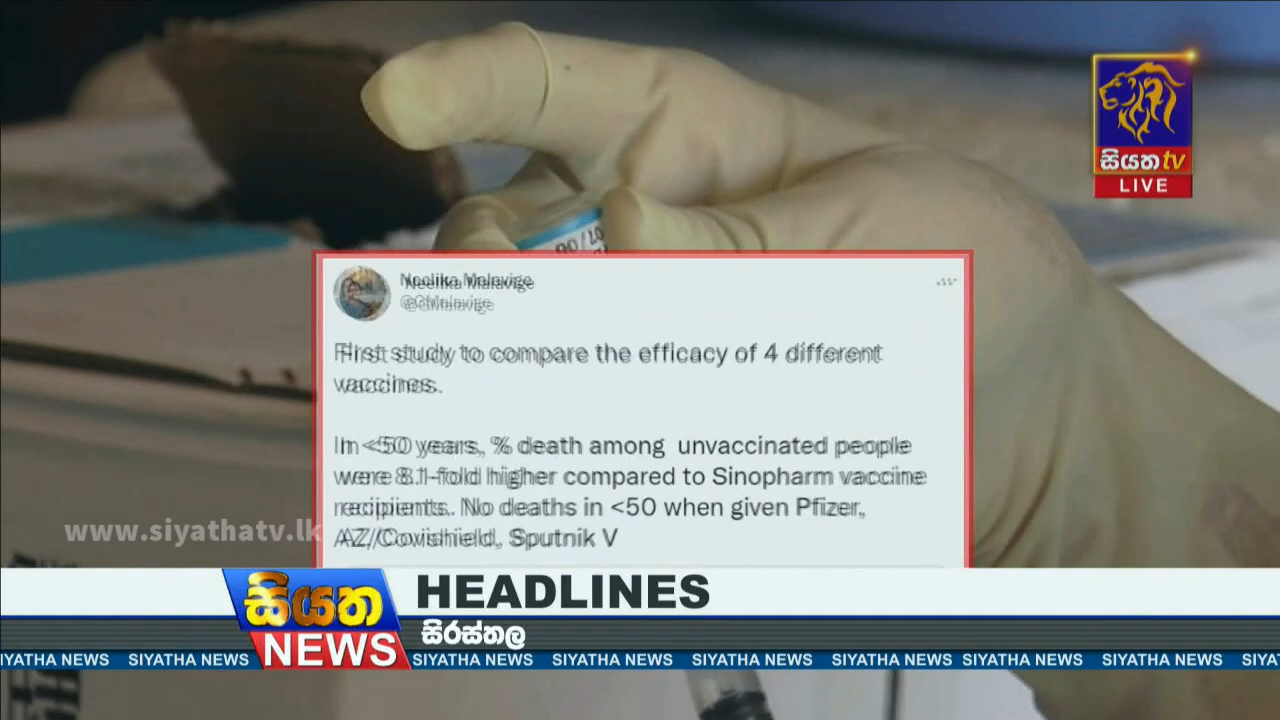 සියත tv
LIVE
Neelika Malavige
@GMalavige
First study to compare the efficacy of 4 different
vaccines.
In <50 years, % death among unvaccinated people
were 8.1-fold higher compared to Sinopharm vaccine
recipients. No deaths in <50 when given Pfizer,
AZ/Covishield, Sputnik V
www.siyathatv.lk
සියත
NEWS
HEADLINES
සිරස්තල
SIYATHA NEWS SIYATHA NEWS SIYATHA NEWS SIYATHA NEWS SIYATHA NEWS SIYATHA NEWS SIYATHA NEWS SIYATHA NEWS